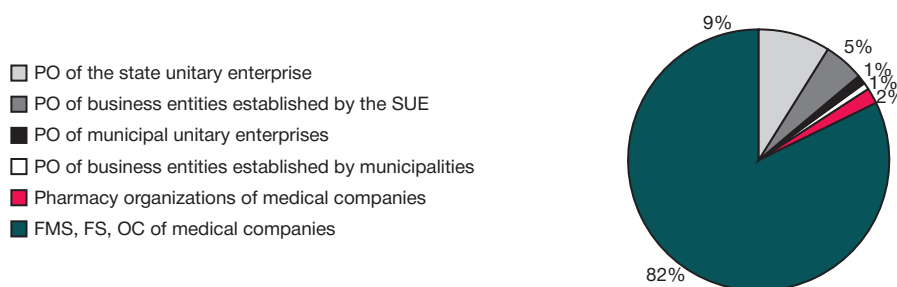 PO of the state unitary enterprise
PO of business entities established by the SUE
PO of municipal unitary enterprises
PO of business entities established by municipalities
Pharmacy organizations of medical companies
FMS, FS, OC of medical companies
9%
5%
1%
1%
2%
82%